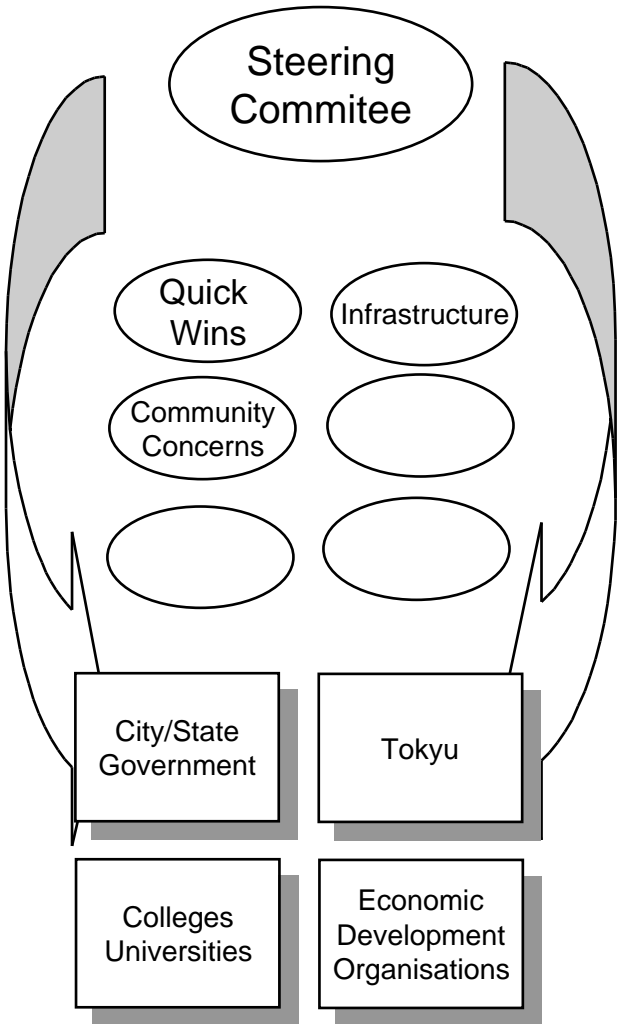 Steering
Commitee
Quick
Wins
Infrastructure
Community
Concerns
City/State
Government
Tokyu
Colleges
Universities
Economic
Development
Organisations